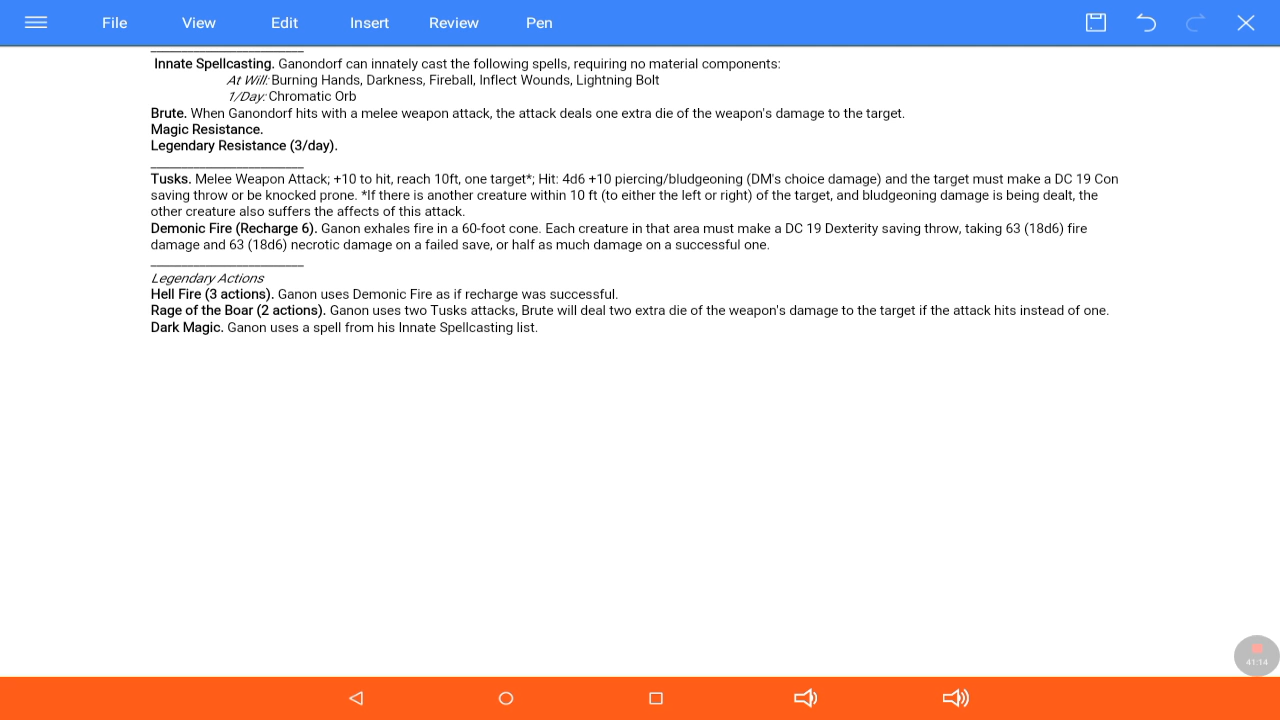 File View Edit Insert Review Pen
Innate Spellcasting. Ganondorf can innately cast the following spells, requiring no material components:
At Will: Burning Hands, Darkness, Fireball, Inflect Wounds, Lightning Bolt
1/Day: Chromatic Orb
Brute. When Ganondorf hits with a melee weapon attack, the attack deals one extra die of the weapon's damage to the target.
Magic Resistance.
Legendary Resistance (3/day).
Tusks. Melee Weapon Attack; +10 to hit, reach 10ft, one target*; Hit: 4d6 +10 piercing/bludgeoning (DM's choice damage) and the target must make a DC 19 Con
saving throw or be knocked prone. *If there is another creature within 10 ft (to either the left or right) of the target, and bludgeoning damage is being dealt, the
other creature also suffers the affects of this attack.
Demonic Fire (Recharge 6). Ganon exhales fire in a 60-foot cone. Each creature in that area must make a DC 19 Dexterity saving throw, taking 63 (18d6) fire
damage and 63 (18d6) necrotic damage on a failed save, or half as much damage on a successful one.
Legendary Actions
Hell Fire (3 actions). Ganon uses Demonic Fire as if recharge was successful.
Rage of the Boar (2 actions). Ganon uses two Tusks attacks, Brute will deal two extra die of the weapon's damage to the target if the attack hits instead of one.
Dark Magic. Ganon uses a spell from his Innate Spellcasting list.
41:14